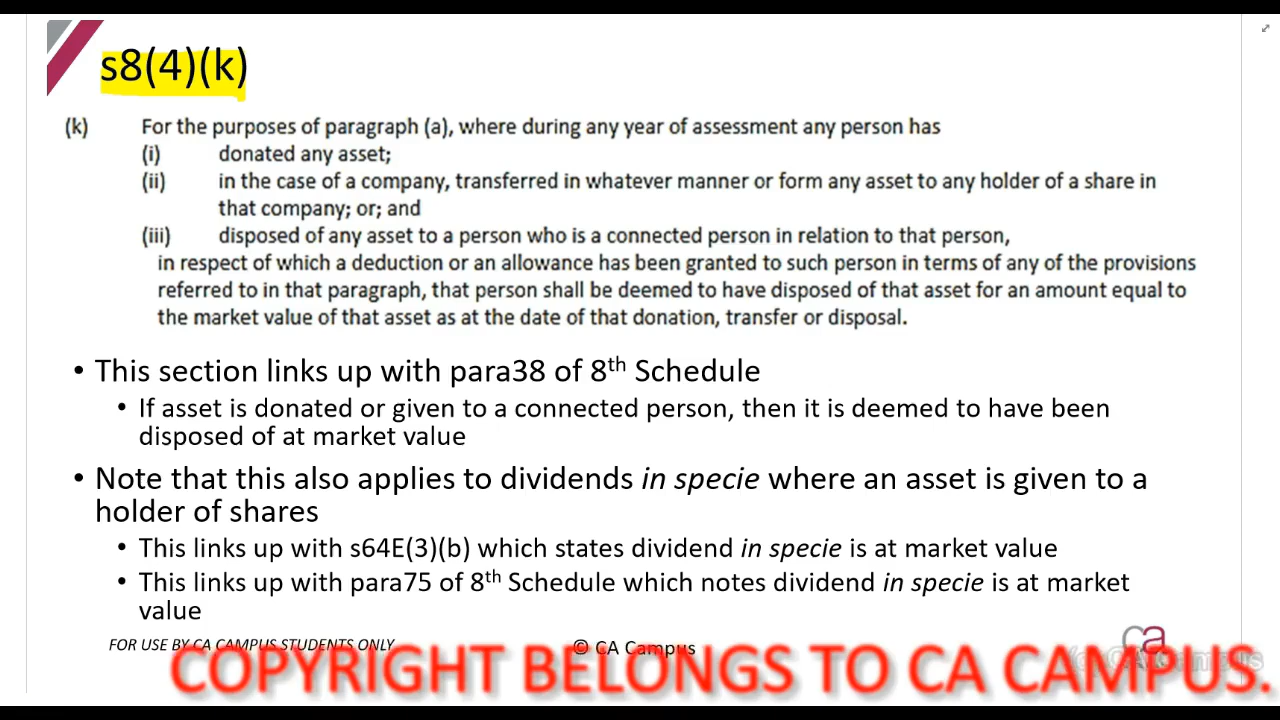 s8(4)(k)
(k) For the purposes of paragraph (a), where during any year of assessment any person has
(i) donated any asset;
(ii) in the case of a company, transferred in whatever manner or form any asset to any holder of a share in
that company; or; and
(iii) disposed of any asset to a person who is a connected person in relation to that person,
in respect of which a deduction or an allowance has been granted to such person in terms of any of the provisions
referred to in that paragraph, that person shall be deemed to have disposed of that asset for an amount equal to
the market value of that asset as at the date of that donation, transfer or disposal.
• This section links up with para38 of 8th Schedule
• If asset is donated or given to a connected person, then it is deemed to have been
disposed of at market value
• Note that this also applies to dividends in specie where an asset is given to a
holder of shares
• This links up with s64E(3)(b) which states dividend in specie is at market value
• This links up with para75 of 8th Schedule which notes dividend in specie is at market
value
FOR USE BY CA CAMPUS STUDENTS ONLY
© CA Campus
ca
COPYRIGHT BELONGS TO CA CAMPUS.